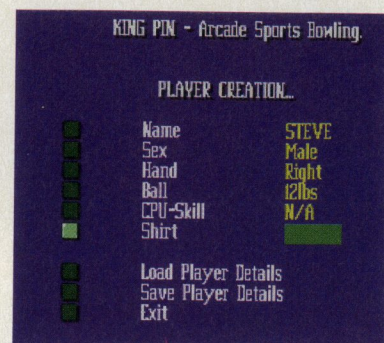 KING PIN - Arcade Sports Bowling.
PLAYER CREATION...
Name STEVE
Sex Male
Hand Right
Ball 12lbs
CPU-Skill N/A
Shirt
Load Player Details
Save Player Details
Exit